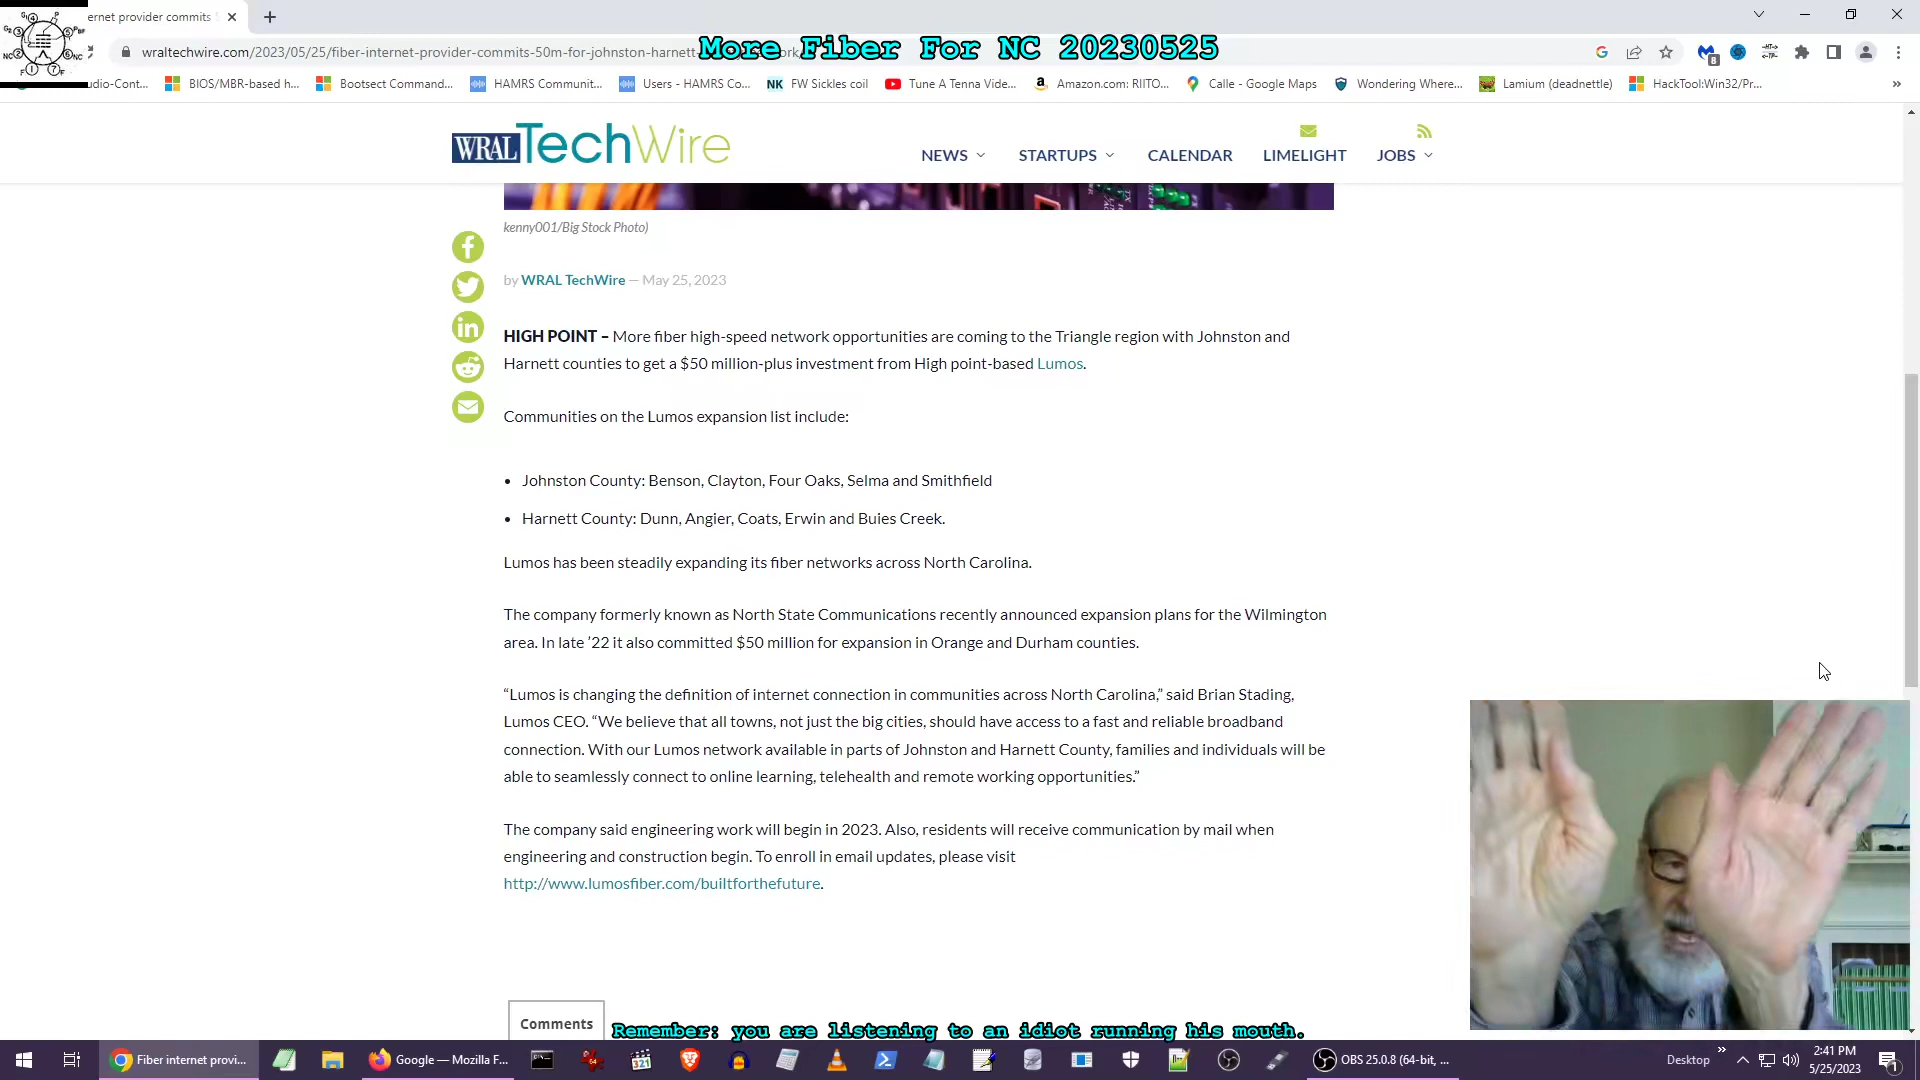 ernet provider commits
wraltechwire.com/2023/05/25/fiber-internet-provider-commits-50m-for-johnston-harnett
More Fiber For NC 20230525
udio-Cont...
BIOS/MBR-based h...
Bootsect Command...
HAMRS Communit...
Users - HAMRS Co...
NK
FW Sickles coil
Tune A Tenna Vide...
Amazon.com: RIITO...
Calle - Google Maps
Wondering Where...
Lamium (deadnettle)
HackTool:Win32/Pr...
WRAL TechWire
NEWS
STARTUPS
CALENDAR
LIMELIGHT
JOBS
kenny001/Big Stock Photo)
by WRAL TechWire — May 25, 2023
HIGH POINT – More fiber high-speed network opportunities are coming to the Triangle region with Johnston and
Harnett counties to get a $50 million-plus investment from High point-based Lumos.
Communities on the Lumos expansion list include:
• Johnston County: Benson, Clayton, Four Oaks, Selma and Smithfield
• Harnett County: Dunn, Angier, Coats, Erwin and Buies Creek.
Lumos has been steadily expanding its fiber networks across North Carolina.
The company formerly known as North State Communications recently announced expansion plans for the Wilmington
area. In late ’22 it also committed $50 million for expansion in Orange and Durham counties.
“Lumos is changing the definition of internet connection in communities across North Carolina,” said Brian Stading,
Lumos CEO. “We believe that all towns, not just the big cities, should have access to a fast and reliable broadband
connection. With our Lumos network available in parts of Johnston and Harnett County, families and individuals will be
able to seamlessly connect to online learning, telehealth and remote working opportunities.”
The company said engineering work will begin in 2023. Also, residents will receive communication by mail when
engineering and construction begin. To enroll in email updates, please visit
http://www.lumosfiber.com/builtforthefuture.
Comments
Remember: you are listening to an idiot running his mouth.
Fiber internet provi...
Google — Mozilla F...
OBS 25.0.8 (64-bit, ...
Desktop
2:41 PM
5/25/2023